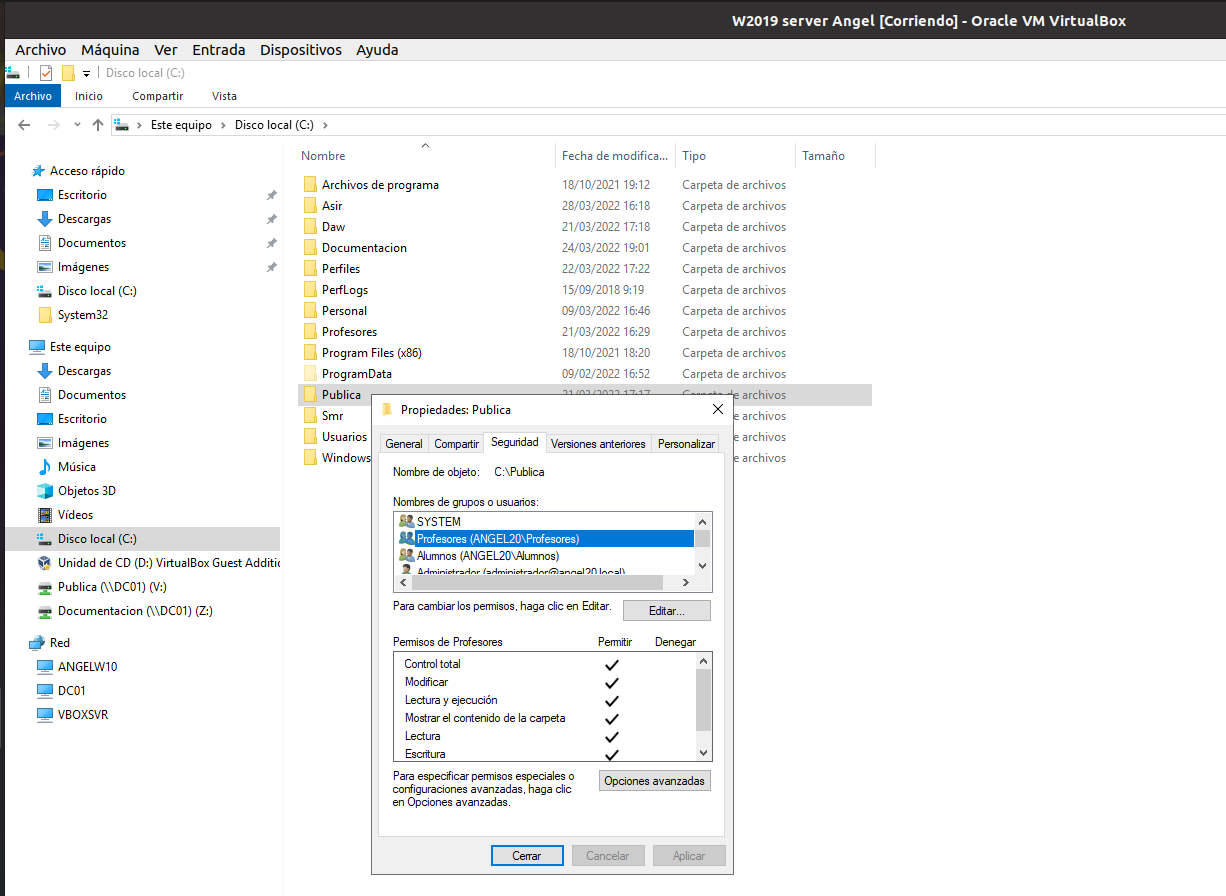 W2019 server Angel [Corriendo] - Oracle VM VirtualBox
Archivo Máquina Ver Entrada Dispositivos Ayuda
Disco local (C:)
Archivo Inicio Compartir Vista
Este equipo > Disco local (C:) >
Nombre Fecha de modifica... Tipo Tamaño
Acceso rápido
Escritorio
Descargas
Documentos
Imágenes
Disco local (C:)
System32
Este equipo
Descargas
Documentos
Escritorio
Imágenes
Música
Objetos 3D
Vídeos
Disco local (C:)
Unidad de CD (D:) VirtualBox Guest Additic
Publica (\\DC01) (V:)
Documentacion (\\DC01) (Z:)
Red
ANGELW10
DC01
VBOXSVR
Archivos de programa 18/10/2021 19:12 Carpeta de archivos
Asir 28/03/2022 16:18 Carpeta de archivos
Daw 21/03/2022 17:18 Carpeta de archivos
Documentacion 24/03/2022 19:01 Carpeta de archivos
Perfiles 22/03/2022 17:22 Carpeta de archivos
PerfLogs 15/09/2018 9:19 Carpeta de archivos
Personal 09/03/2022 16:46 Carpeta de archivos
Profesores 21/03/2022 16:29 Carpeta de archivos
Program Files (x86) 18/10/2021 18:20 Carpeta de archivos
ProgramData 09/02/2022 16:52 Carpeta de archivos
Publica 21/03/2022 17:17 Carpeta de archivos
Smr e archivos
Usuarios e archivos
Windows e archivos
Propiedades: Publica
General Compartir Seguridad Versiones anteriores Personalizar
Nombre de objeto: C:\Publica
Nombres de grupos o usuarios:
SYSTEM
Profesores (ANGEL20\Profesores)
Alumnos (ANGEL20\Alumnos)
Administrador (administrador@angel20.local)
Para cambiar los permisos, haga clic en Editar. Editar...
Permisos de Profesores Permitir Denegar
Control total
Modificar
Lectura y ejecución
Mostrar el contenido de la carpeta
Lectura
Escritura
Para especificar permisos especiales o
configuraciones avanzadas, haga clic
en Opciones avanzadas.
Opciones avanzadas
Cerrar Cancelar Aplicar